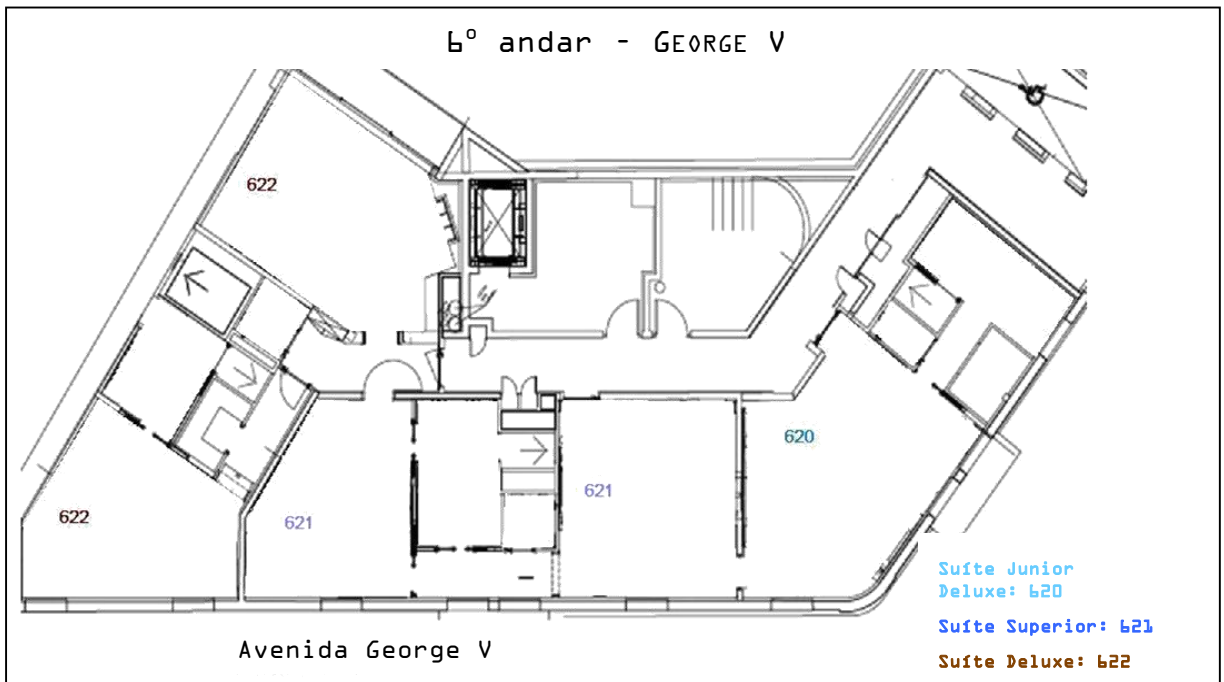 6º andar - GEORGE V
622
620
621
622
621
Suíte Junior
Deluxe: 620
Suíte Superior: 621
Avenida George V
Suíte Deluxe: 622